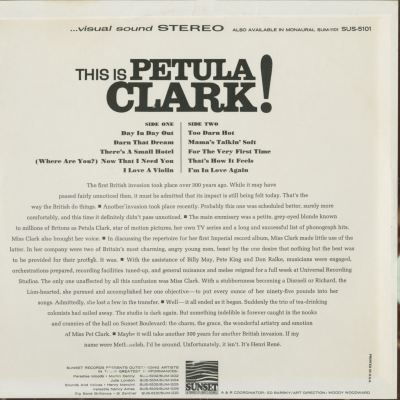 ...visual sound STEREO
ALSO AVAILABLE IN MONAURAL SUM-1101 SUS-5101
THIS IS PETULA
CLARK!
SIDE ONE
Day In Day Out
Darn That Dream
There's A Small Hotel
(Where Are You?) Now That I Need You
I Love A Violin
SIDE TWO
Too Darn Hot
Mama's Talkin' Soft
For The Very First Time
That's How It Feels
I'm In Love Again
The first British invasion took place over 300 years ago. While it may have
passed fairly unnoticed then, it must be admitted that its impact is still being felt today. That's the
way the British do things. ■ Another invasion took place recently. Probably this one was scheduled better, surely more
comfortably, and this time it definitely didn't pass unnoticed. ■ The main emissary was a petite, grey-eyed blonde known
to millions of Britons as Petula Clark, star of motion pictures, her own TV series and a long and successful list of phonograph hits.
Miss Clark also brought her voice. ■ In discussing the repertoire for her first Imperial record album, Miss Clark made little use of the
latter. In her company were two of Britain's most charming, angry young men, beset by the one desire that nothing but the best was
to be provided for their protégé. It was. ■ With the assistance of Billy May, Pete King and Don Ralke, musicians were engaged,
orchestrations prepared, recording facilities tuned-up, and general nuisance and melee reigned for a full week at Universal Recording
Studios. The only one unaffected by all this confusion was Miss Clark. With a stubbornness becoming a Disraeli or Richard, the
Lion-hearted, she pursued and accomplished her one objective—to put every ounce of her ninety-five pounds into her
songs. Admittedly, she lost a few in the transfer. ■ Well—it all ended as it began. Suddenly the trio of tea-drinking
colonists had sailed away. The studio is dark again. But something indelible is forever caught in the nooks
and crannies of the hall on Sunset Boulevard: the charm, the grace, the wonderful artistry and emotion
of Miss Pet Clark. ■ Maybe it will take another 300 years for another British invasion. If my
name were Meth..uselah, I'd be around. Unfortunately, it isn't. It's Henri René.
SUNSET
A & R COORDINATOR - ED BARSKY/ART DIRECTION: WOODY WOODWARD